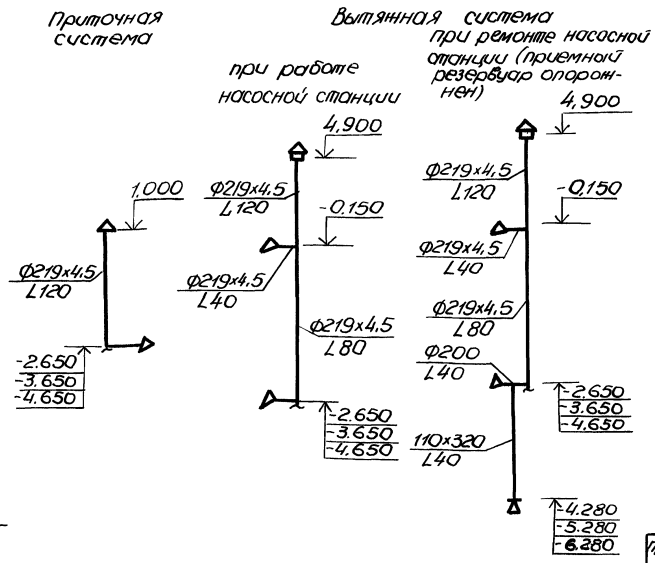 Приточная
система
Вытяжная система
при работе
насосной станции
при ремонте насосной
станции (приемный
резервуар опорож-
нен)
1.000
Ф219х4.5
L120
-2.650
-3.650
-4.650
4,900
Ф219х4.5
L120
-0.150
Ф219х4.5
L40
Ф219х4.5
L80
-2.650
-3.650
-4.650
4,900
Ф219х4.5
L120
-0.150
Ф219х4.5
L40
Ф219х4.5
L80
Ф200
L40
-2.650
-3.650
-4.650
110х320
L40
-4.280
-5.280
-6.280